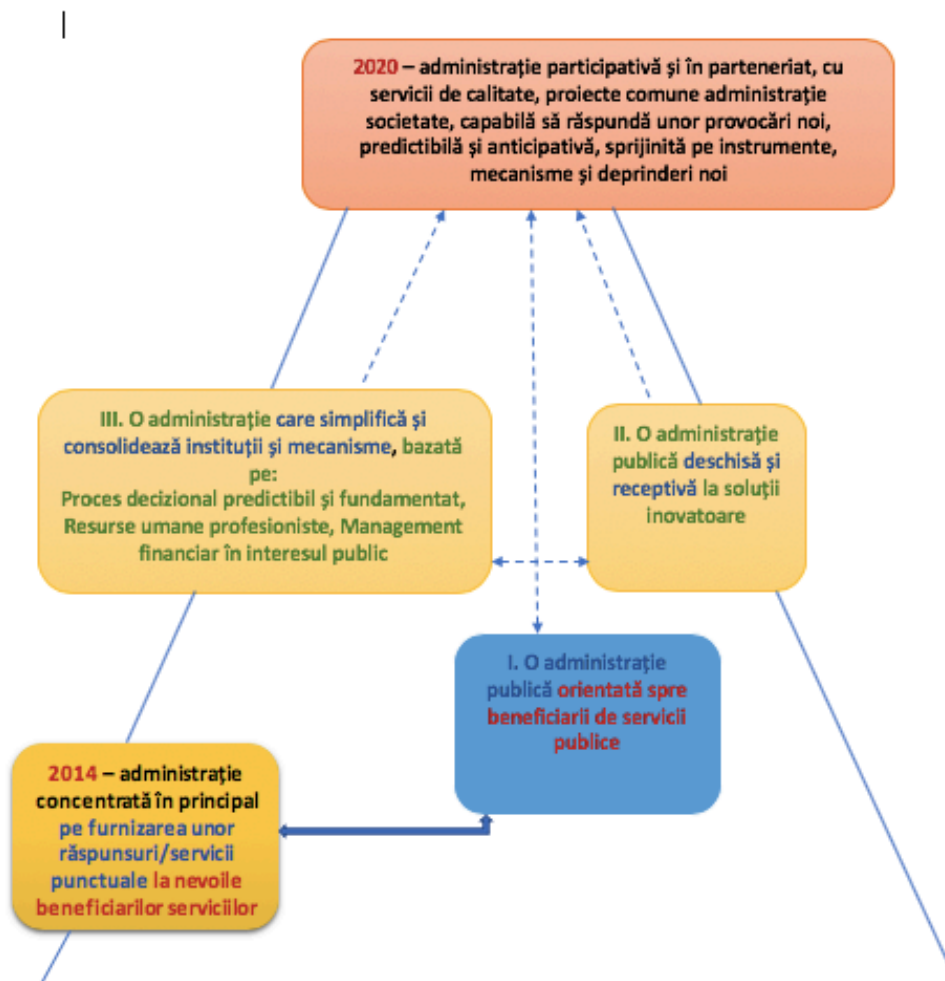 2020 – administrație participativă și în parteneriat, cu
servicii de calitate, proiecte comune administrație
societate, capabilă să răspundă unor provocări noi,
predictibilă și anticipativă, sprijinită pe instrumente,
mecanisme și deprinderi noi
III. O administrație care simplifică și
consolidează instituții și mecanisme, bazată
pe:
Proces decizional predictibil și fundamentat,
Resurse umane profesioniste, Management
financiar în interesul public
II. O administrație
publică deschisă și
receptivă la soluții
inovatoare
I. O administrație
publică orientată spre
beneficiarii de servicii
publice
2014 – administrație
concentrată în principal
pe furnizarea unor
răspunsuri/servicii
punctuale la nevoile
beneficiarilor serviciilor